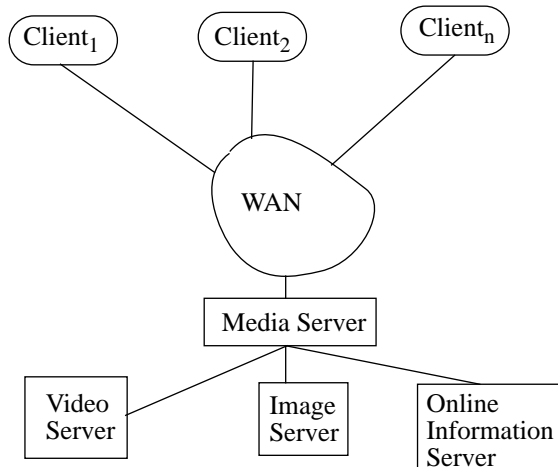 Client₁
Client₂
Clientₙ
WAN
Media Server
Video
Server
Image
Server
Online
Information
Server